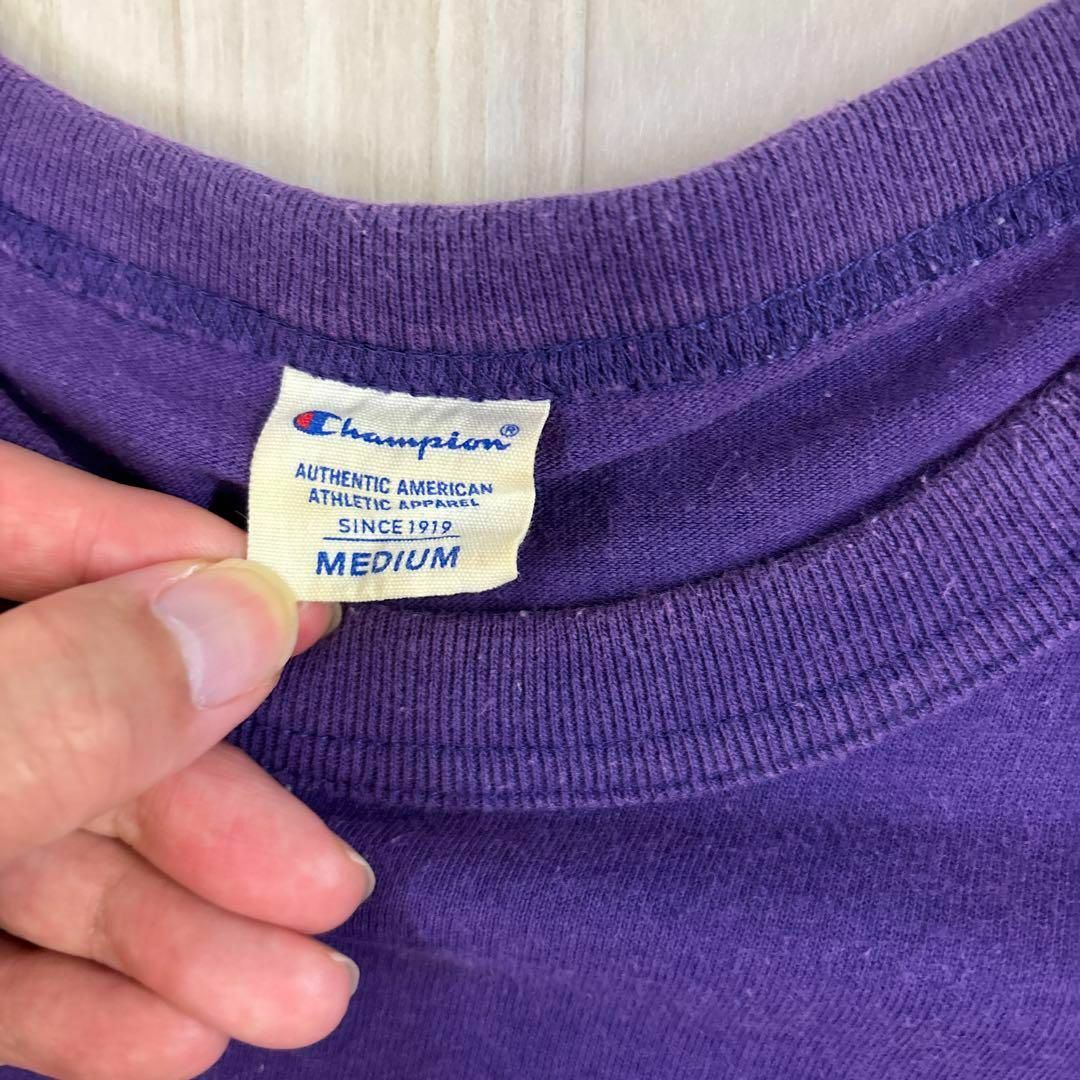 Champion®
AUTHENTIC AMERICAN
ATHLETIC APPAREL
SINCE 1919
MEDIUM